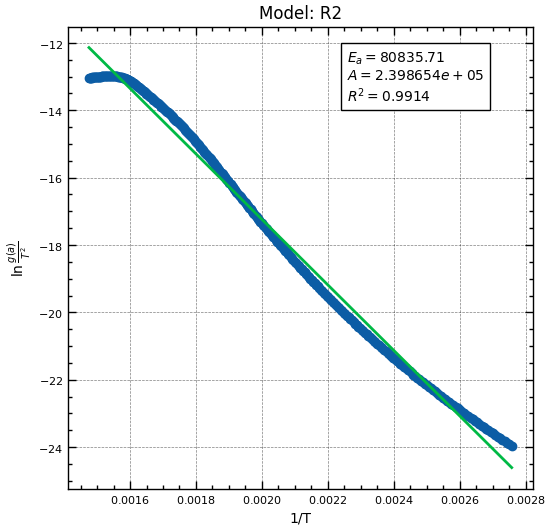 Model: R2
E_a = 80835.71
A = 2.398654e + 05
R^2 = 0.9914
ln g(a)/T^2
−12
−14
−16
−18
−20
−22
−24
0.0016 0.0018 0.0020 0.0022 0.0024 0.0026 0.0028
1/T